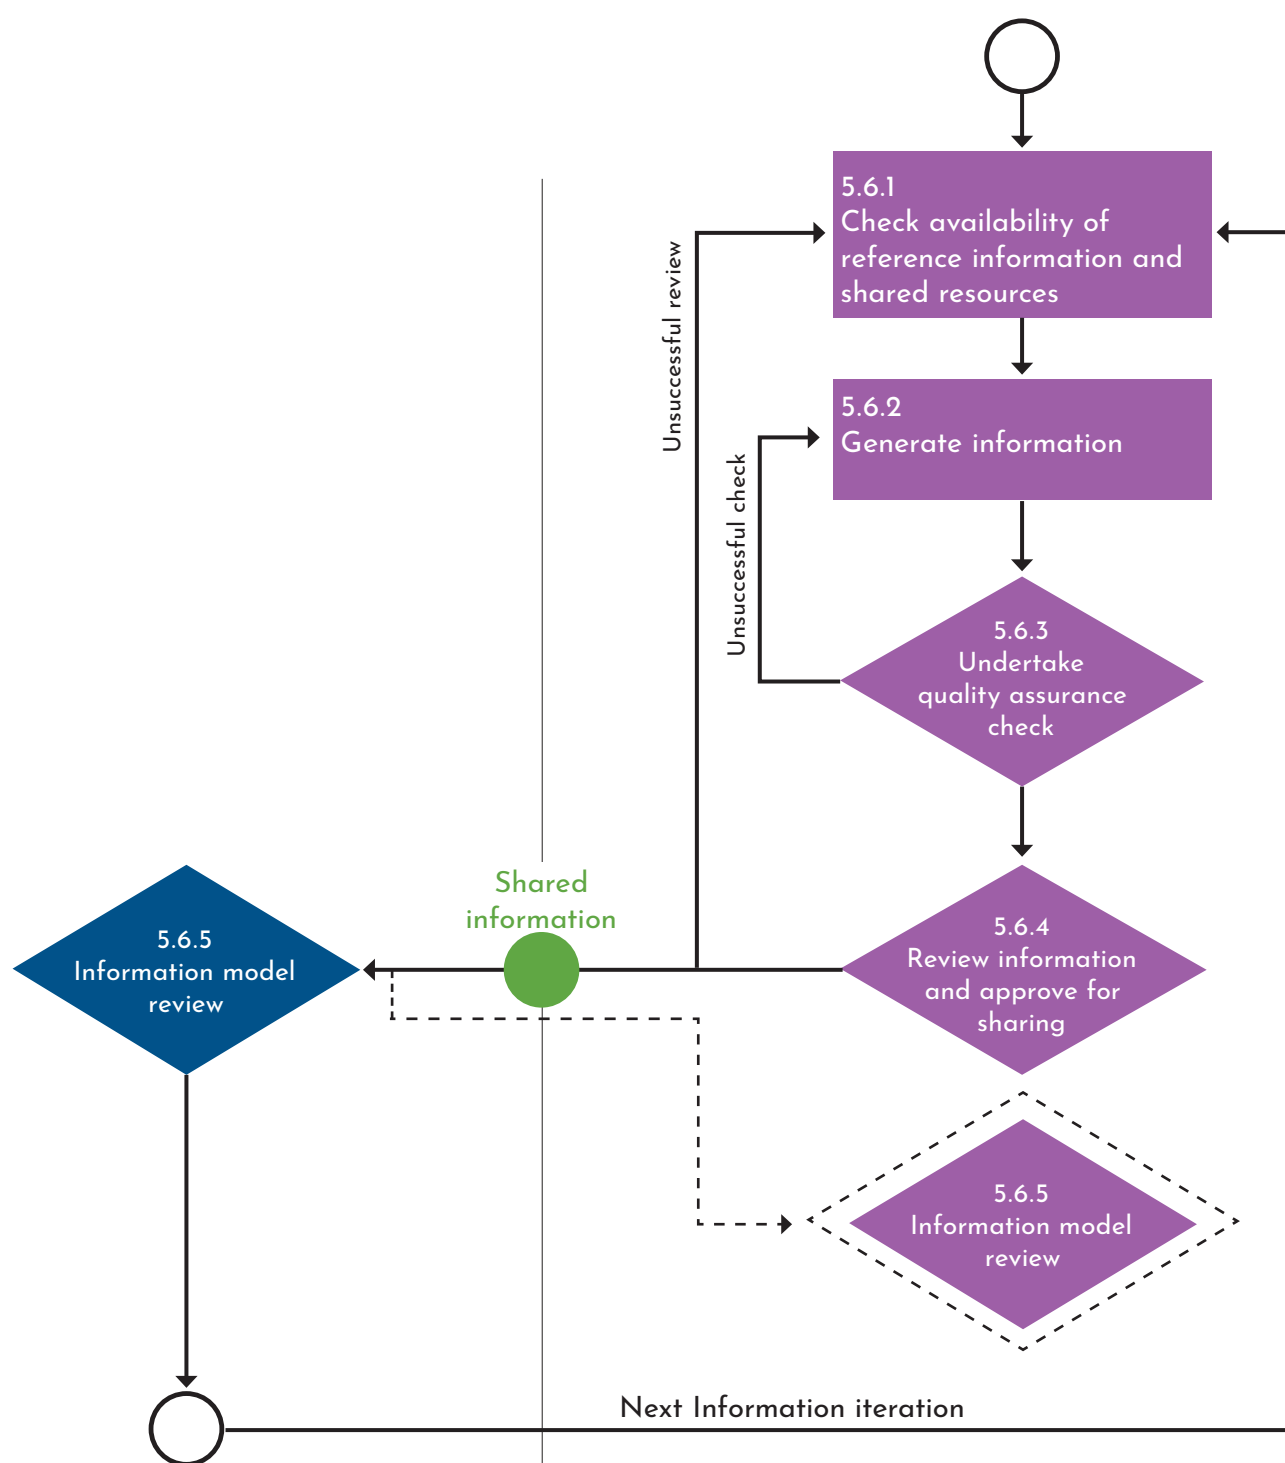 5.6.1
Check availability of
reference information and
shared resources
Unsuccessful review
5.6.2
Generate information
Unsuccessful check
5.6.3
Undertake
quality assurance
check
Shared
information
5.6.5
Information model
review
5.6.4
Review information
and approve for
sharing
5.6.5
Information model
review
Next Information iteration